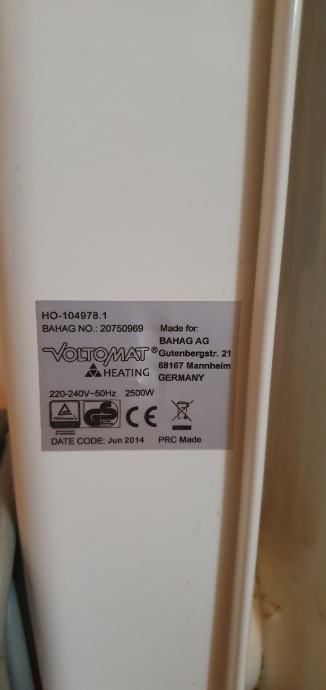 HO-104978.1
BAHAG NO.: 20750969
VOLTOMAT®
HEATING
Made for:
BAHAG AG
Gutenbergstr. 21
68167 Mannheim
GERMANY
220-240V~50Hz 2500W
CE
DATE CODE: Jun 2014 PRC Made